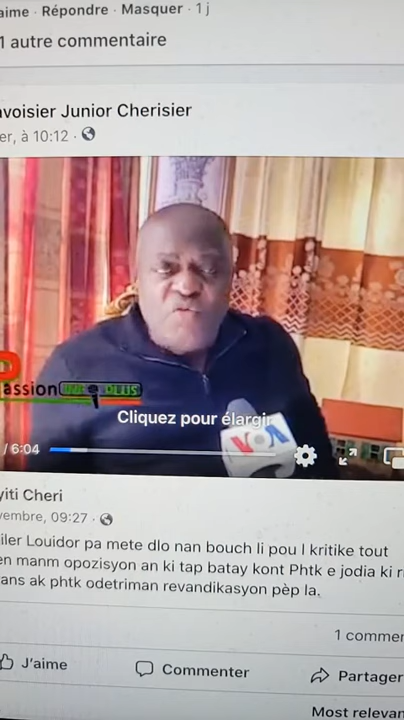 aime · Répondre · Masquer · 1 j
1 autre commentaire
avoisier Junior Cherisier
er, à 10:12 ·
assion
PLUS
Cliquez pour élargir
VOA
/ 6:04
yiti Cheri
vembre, 09:27 ·
iler Louidor pa mete dlo nan bouch li pou l kritike tout
en manm opozisyon an ki tap batay kont Phtk e jodia ki r
ans ak phtk odetriman revandikasyon pèp la.
1 commen
J'aime
Commenter
Partager
Most relevan